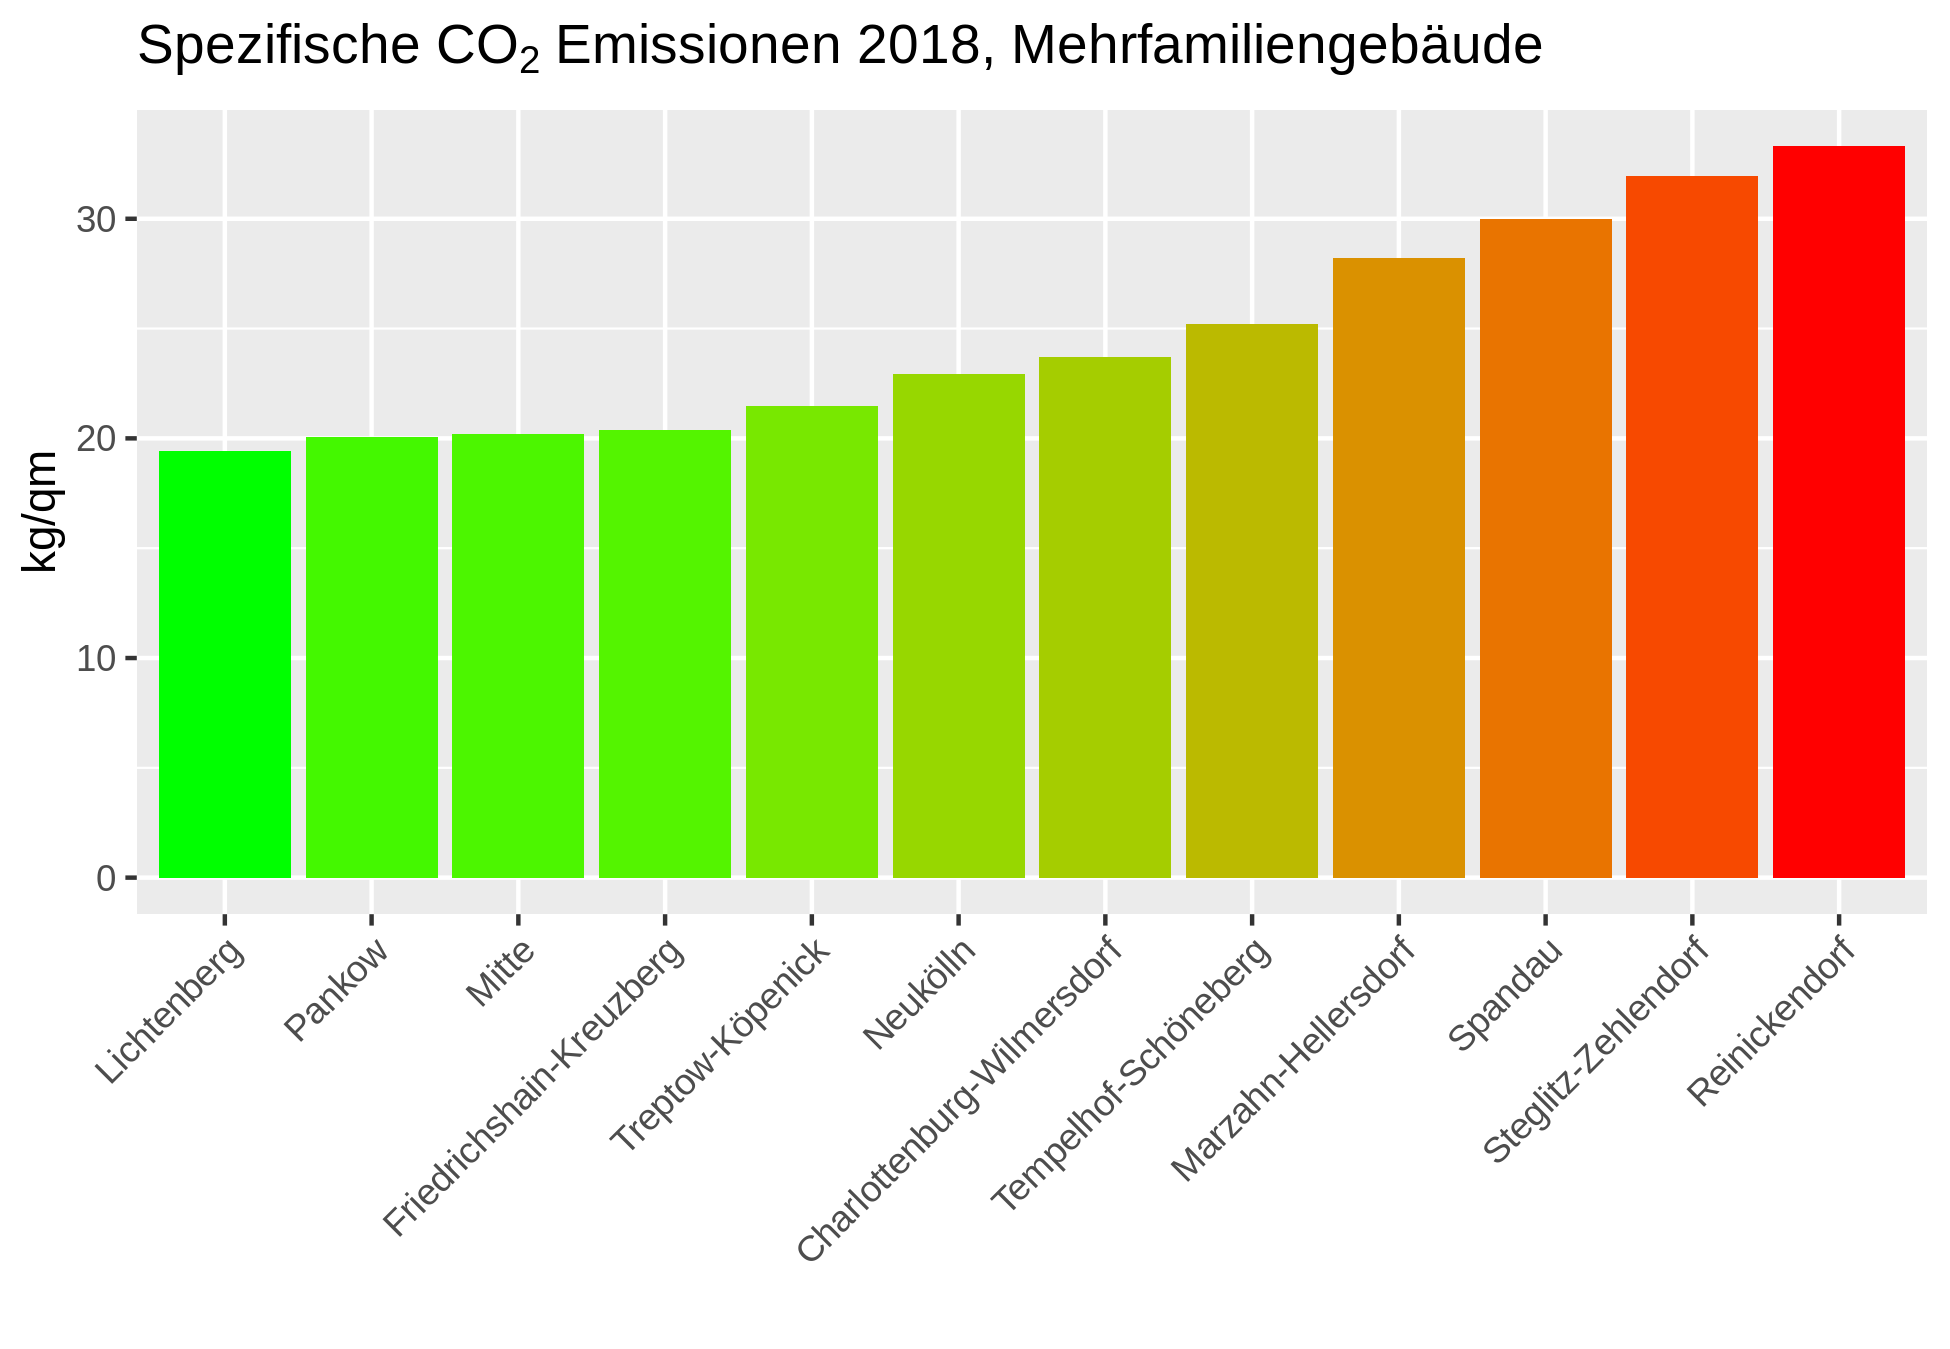 Spezifische CO₂ Emissionen 2018, Mehrfamiliengebäude
kg/qm
30
20
10
0
Lichtenberg
Pankow
Mitte
Friedrichshain-Kreuzberg
Treptow-Köpenick
Neukölln
Charlottenburg-Wilmersdorf
Tempelhof-Schöneberg
Marzahn-Hellersdorf
Spandau
Steglitz-Zehlendorf
Reinickendorf